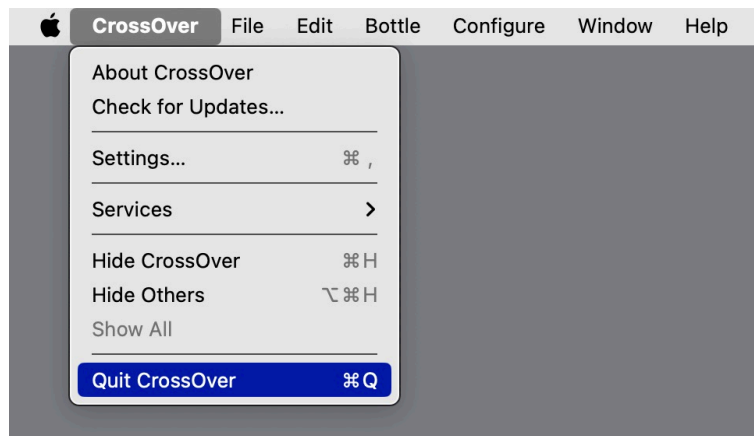 CrossOver File Edit Bottle Configure Window Help
About CrossOver
Check for Updates...
Settings... ⌘ ,
Services >
Hide CrossOver ⌘H
Hide Others ⌥⌘H
Show All
Quit CrossOver ⌘Q